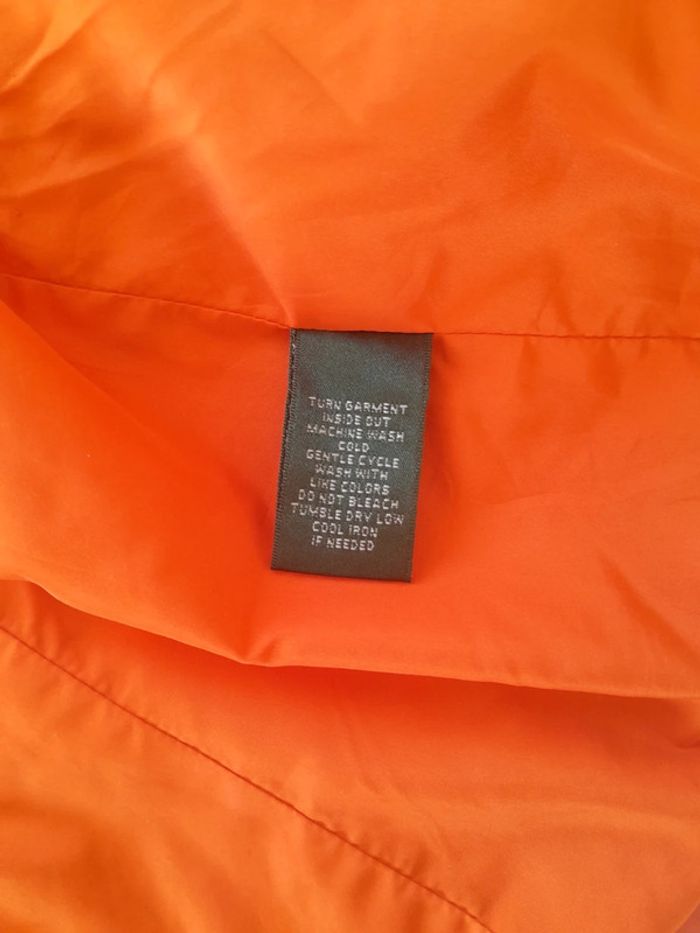 TURN GARMENT
INSIDE OUT
MACHINE WASH
COLD
GENTLE CYCLE
WASH WITH
LIKE COLORS
DO NOT BLEACH
TUMBLE DRY LOW
COOL IRON
IF NEEDED